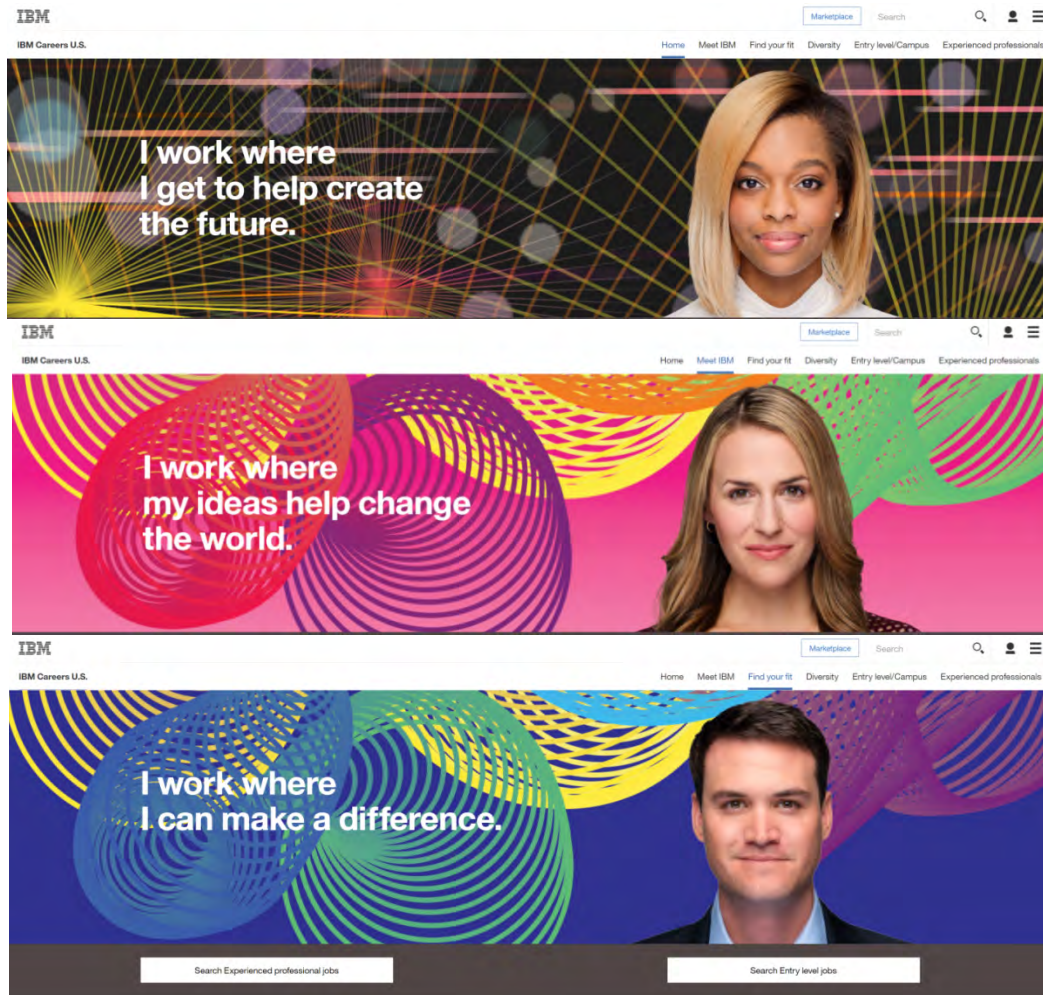 IBM
Marketplace Search
IBM Careers U.S.
Home Meet IBM Find your fit Diversity Entry level/Campus Experienced professionals
I work where
I get to help create
the future.
IBM
Marketplace Search
IBM Careers U.S.
Home Meet IBM Find your fit Diversity Entry level/Campus Experienced professionals
I work where
my ideas help change
the world.
IBM
Marketplace Search
IBM Careers U.S.
Home Meet IBM Find your fit Diversity Entry level/Campus Experienced professionals
I work where
I can make a difference.
Search Experienced professional jobs
Search Entry level jobs